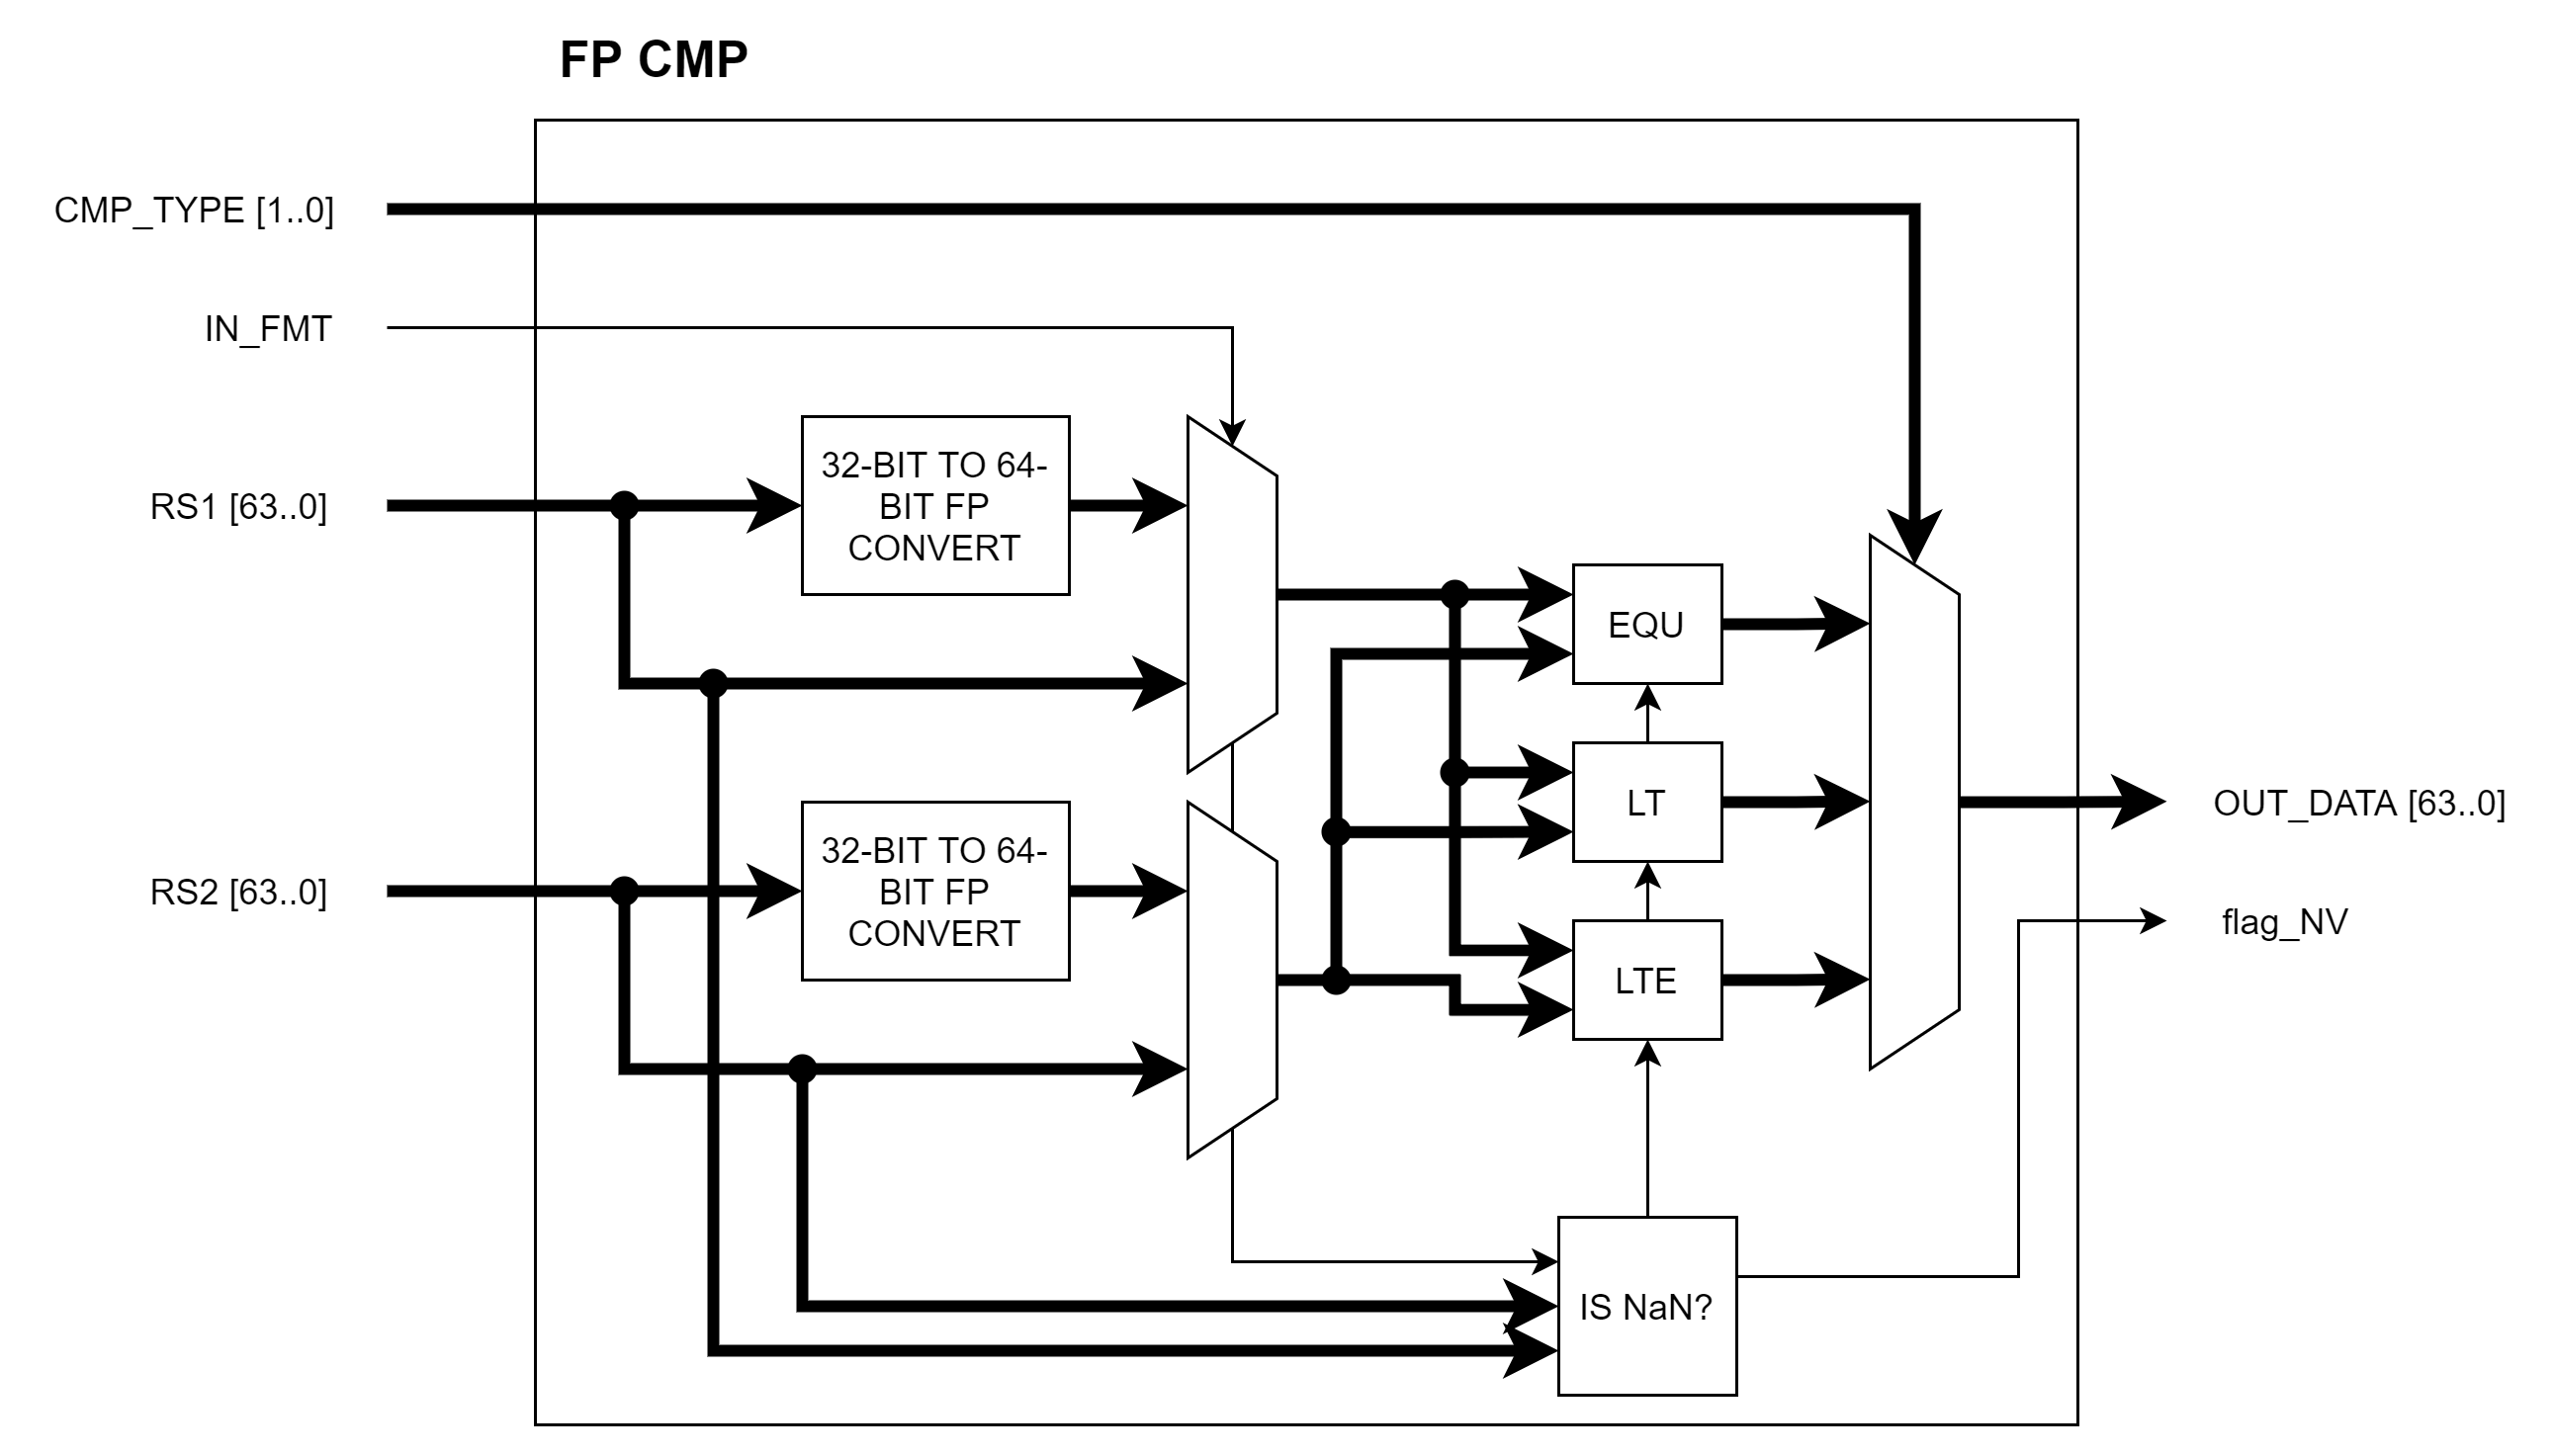 FP CMP
CMP_TYPE [1..0]
IN_FMT
RS1 [63..0]
32-BIT TO 64-
BIT FP
CONVERT
EQU
LT
OUT_DATA [63..0]
RS2 [63..0]
32-BIT TO 64-
BIT FP
CONVERT
LTE
flag_NV
IS NaN?